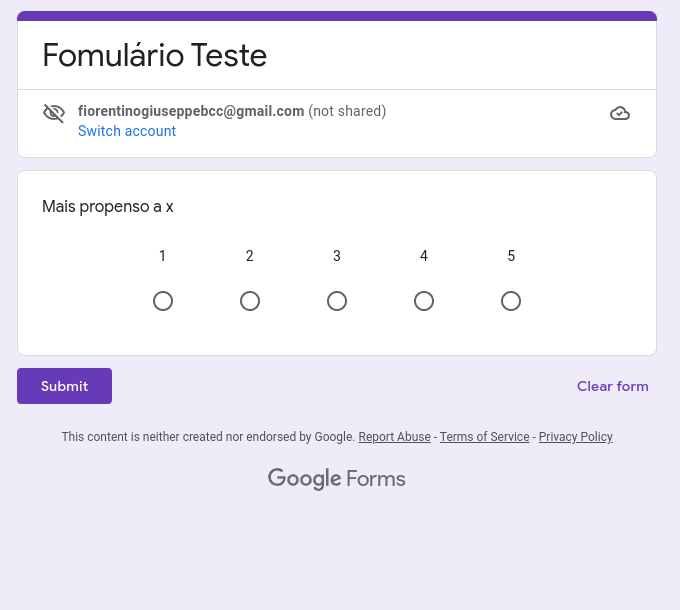 Fomulário Teste
fiorentinogiuseppebcc@gmail.com (not shared)
Switch account
Mais propenso a x
1 2 3 4 5
Submit Clear form
This content is neither created nor endorsed by Google. Report Abuse - Terms of Service - Privacy Policy
Google Forms